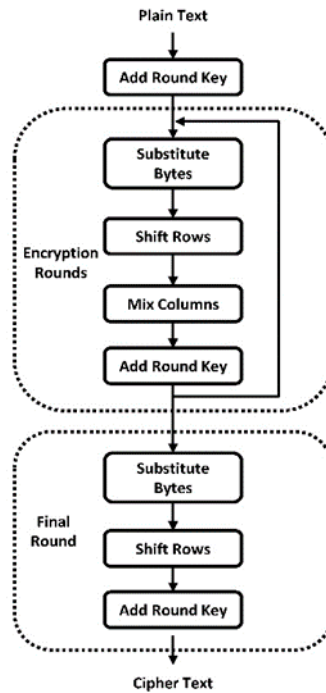 Plain Text
Add Round Key
Substitute
Bytes
Shift Rows
Encryption
Rounds
Mix Columns
Add Round Key
Substitute
Bytes
Final
Round
Shift Rows
Add Round Key
Cipher Text